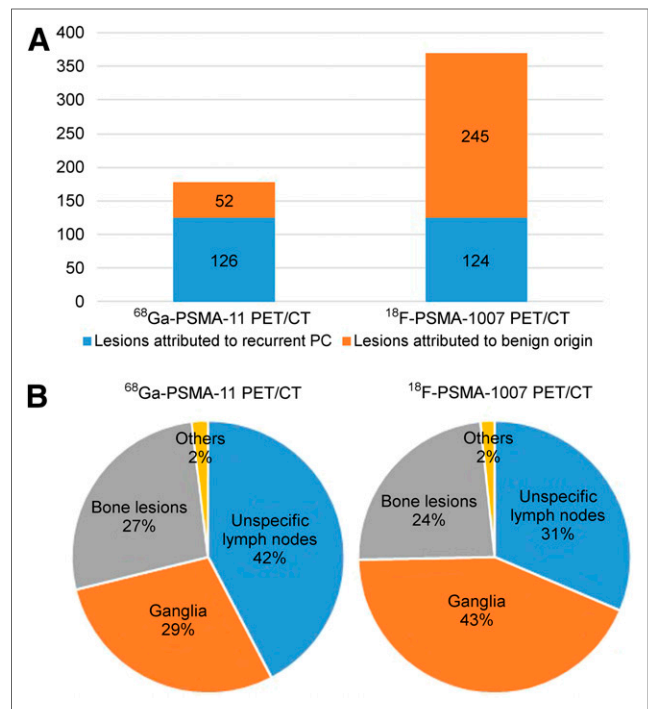 A
400
350
300
250
200
150
100
50
0
52
126
245
124
⁶⁸Ga-PSMA-11 PET/CT
¹⁸F-PSMA-1007 PET/CT
Lesions attributed to recurrent PC
Lesions attributed to benign origin
B
⁶⁸Ga-PSMA-11 PET/CT
Others
2%
Bone lesions
27%
Unspecific
lymph nodes
42%
Ganglia
29%
¹⁸F-PSMA-1007 PET/CT
Others
2%
Bone lesions
24%
Unspecific
lymph nodes
31%
Ganglia
43%